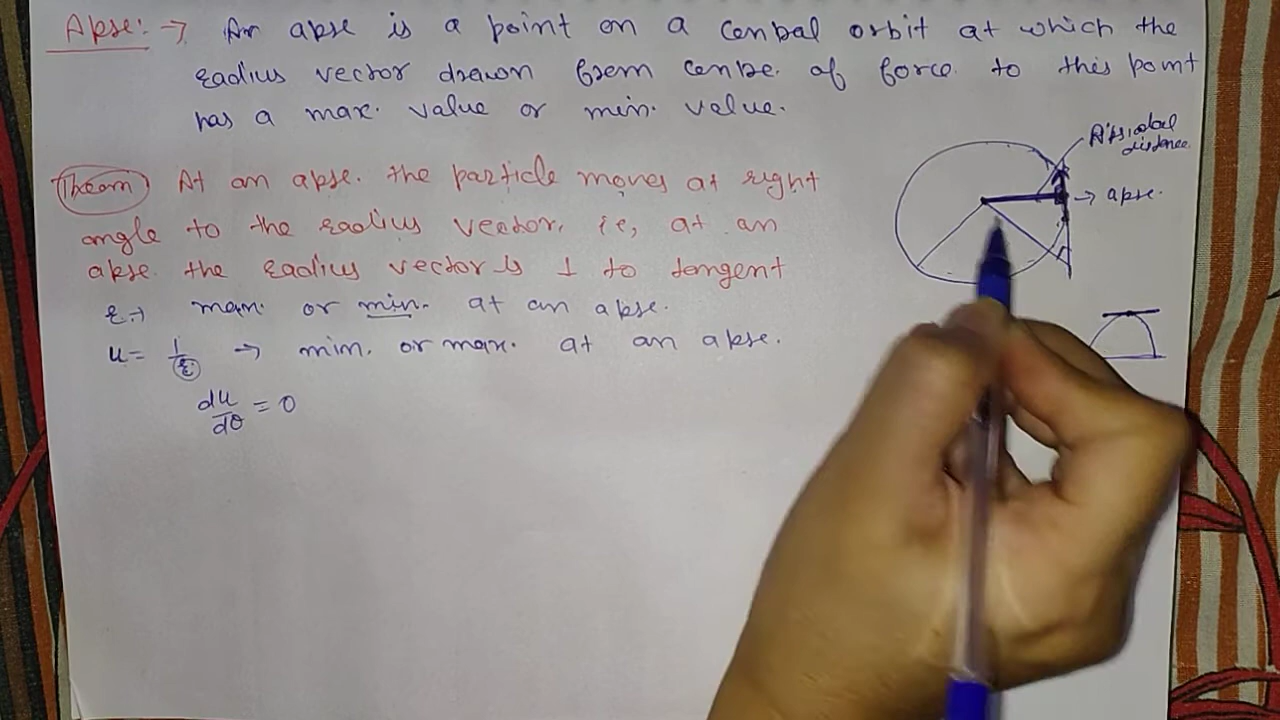 Apse: → An apse is a point on a central orbit at which the
radius vector drawn from centre of force to this point
has a max. value or min. value.
Apsidal
distance
→ apse.
Theorem At an apse. the particle moves at right
angle to the radius vector, ie, at an
apse the radius vector is ⊥ to tangent
r → max. or min. at an apse.
u = 1/r → min. or max. at an apse.
du/dθ = 0